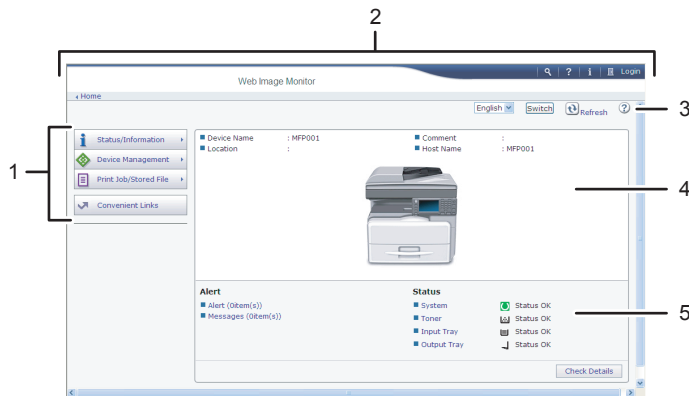 2
Web Image Monitor
? i Login
Home
English Switch Refresh ? 3
1
Status/Information
Device Management
Print Job/Stored File
Convenient Links
Device Name : MFP001 Comment :
Location : Host Name : MFP001
4
Alert Status
Alert (0item(s)) System Status OK
Messages (0item(s)) Toner Status OK
5
Input Tray Status OK
Output Tray Status OK
Check Details